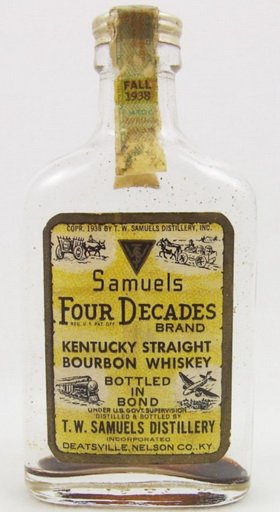 FALL
1938
COPR. 1938 BY T. W. SAMUELS DISTILLERY, INC.
Samuels
FOUR DECADES
REG. U.S. PAT. OFF.
BRAND
KENTUCKY STRAIGHT
BOURBON WHISKEY
BOTTLED
IN
BOND
UNDER U.S. GOVT. SUPERVISION
DISTILLED & BOTTLED BY
T. W. SAMUELS DISTILLERY
INCORPORATED
DEATSVILLE, NELSON CO., KY.